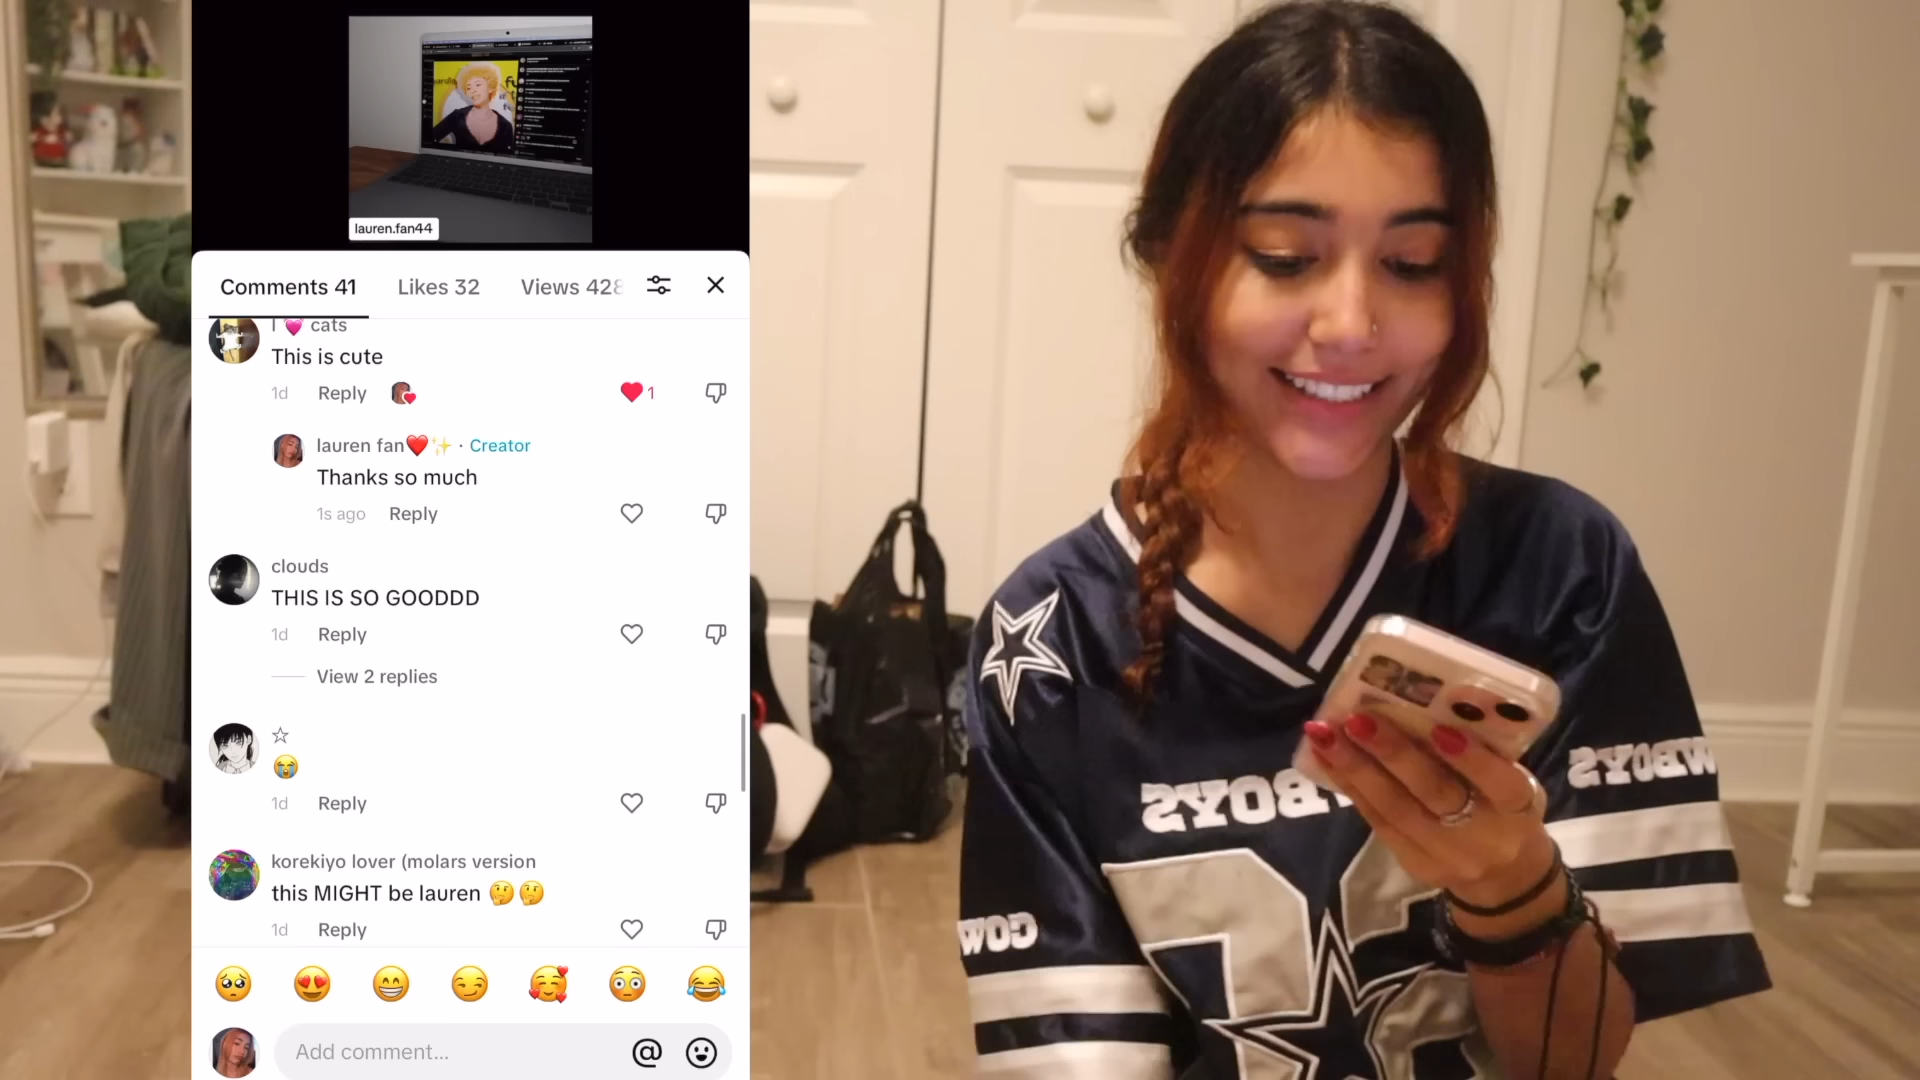 lauren.fan44
Comments 41
Likes 32
Views 428
I 💓 cats
This is cute
1d Reply
1
lauren fan❤️✨ · Creator
Thanks so much
1s ago Reply
clouds
THIS IS SO GOODDD
1d Reply
View 2 replies
☆
😭
1d Reply
korekiyo lover (molars version
this MIGHT be lauren 🤔🤔
1d Reply
🥺 😍 😁 😏 🥰 😳 😂
Add comment... @
COWBOYS